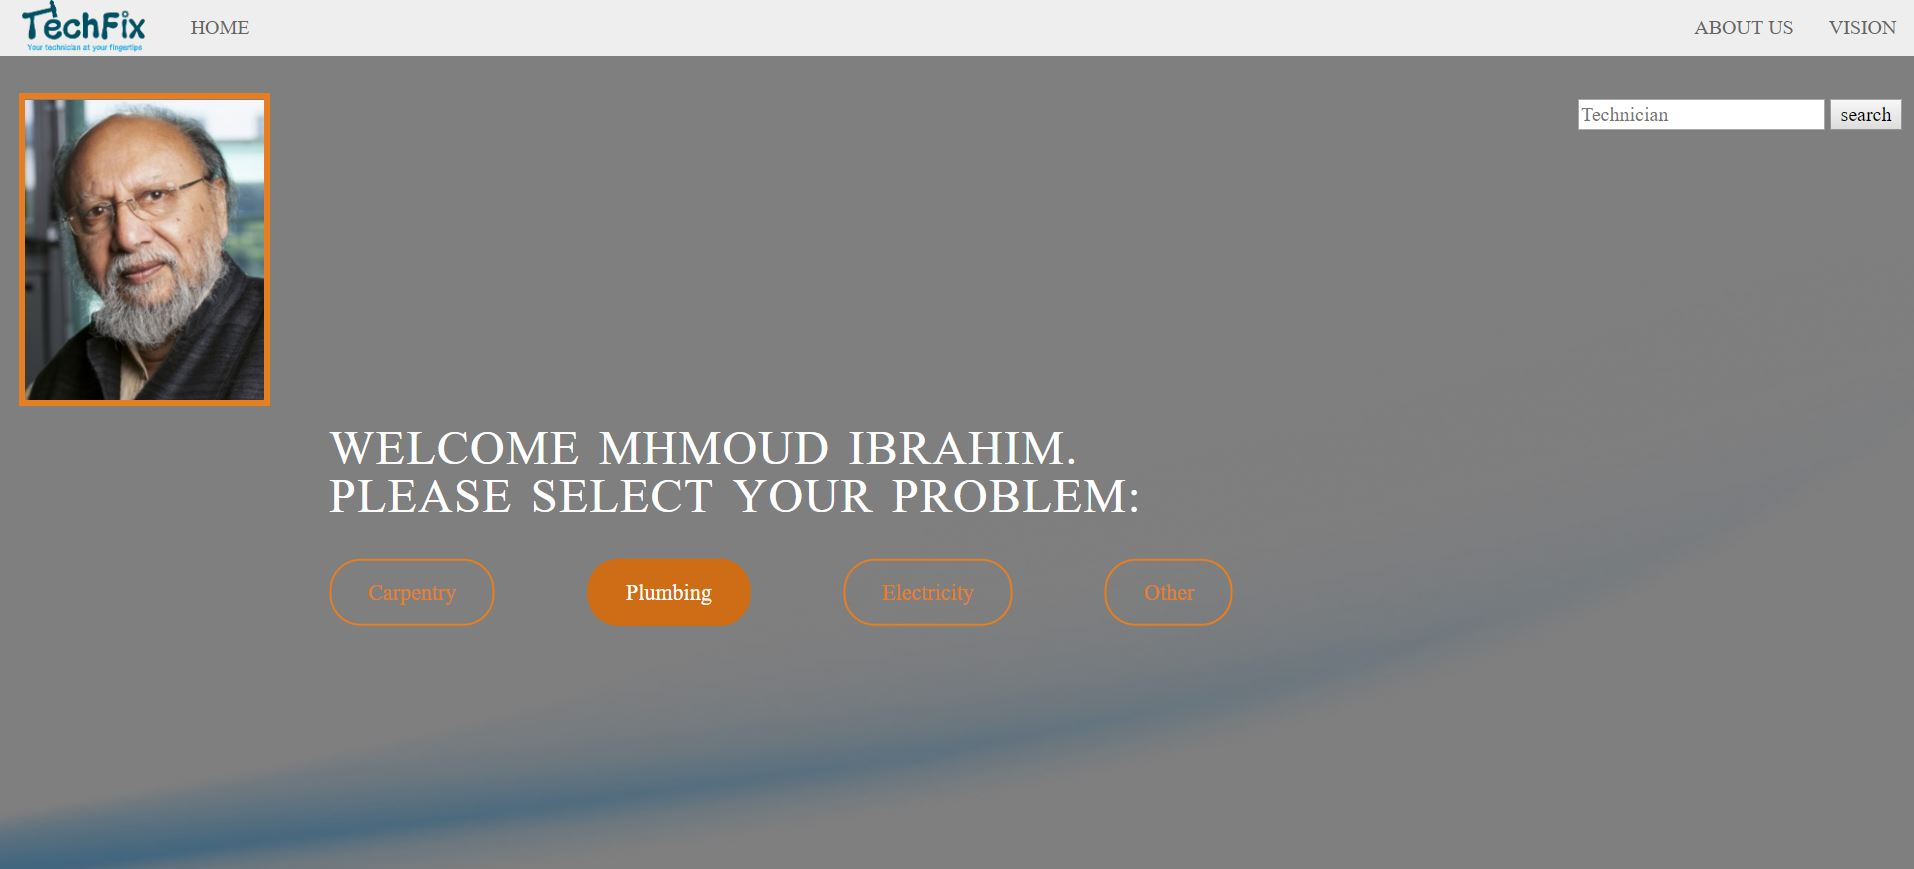 TechFix
Your technician at your fingertips
HOME
ABOUT US
VISION
Technician
search
WELCOME MHMOUD IBRAHIM.
PLEASE SELECT YOUR PROBLEM:
Carpentry
Plumbing
Electricity
Other